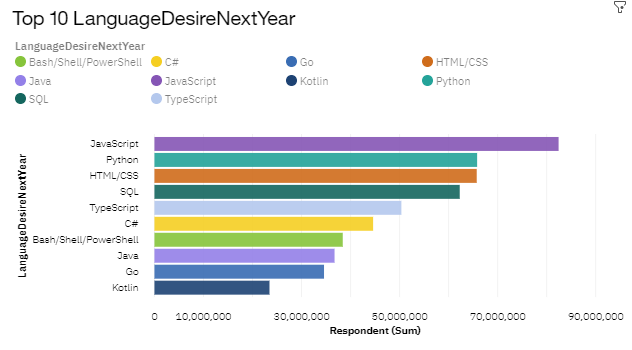 Top 10 LanguageDesireNextYear
LanguageDesireNextYear
Bash/Shell/PowerShell C# Go HTML/CSS
Java JavaScript Kotlin Python
SQL TypeScript
LanguageDesireNextYear
JavaScript
Python
HTML/CSS
SQL
TypeScript
C#
Bash/Shell/PowerShell
Java
Go
Kotlin
0 10,000,000 30,000,000 50,000,000 70,000,000 90,000,000
Respondent (Sum)